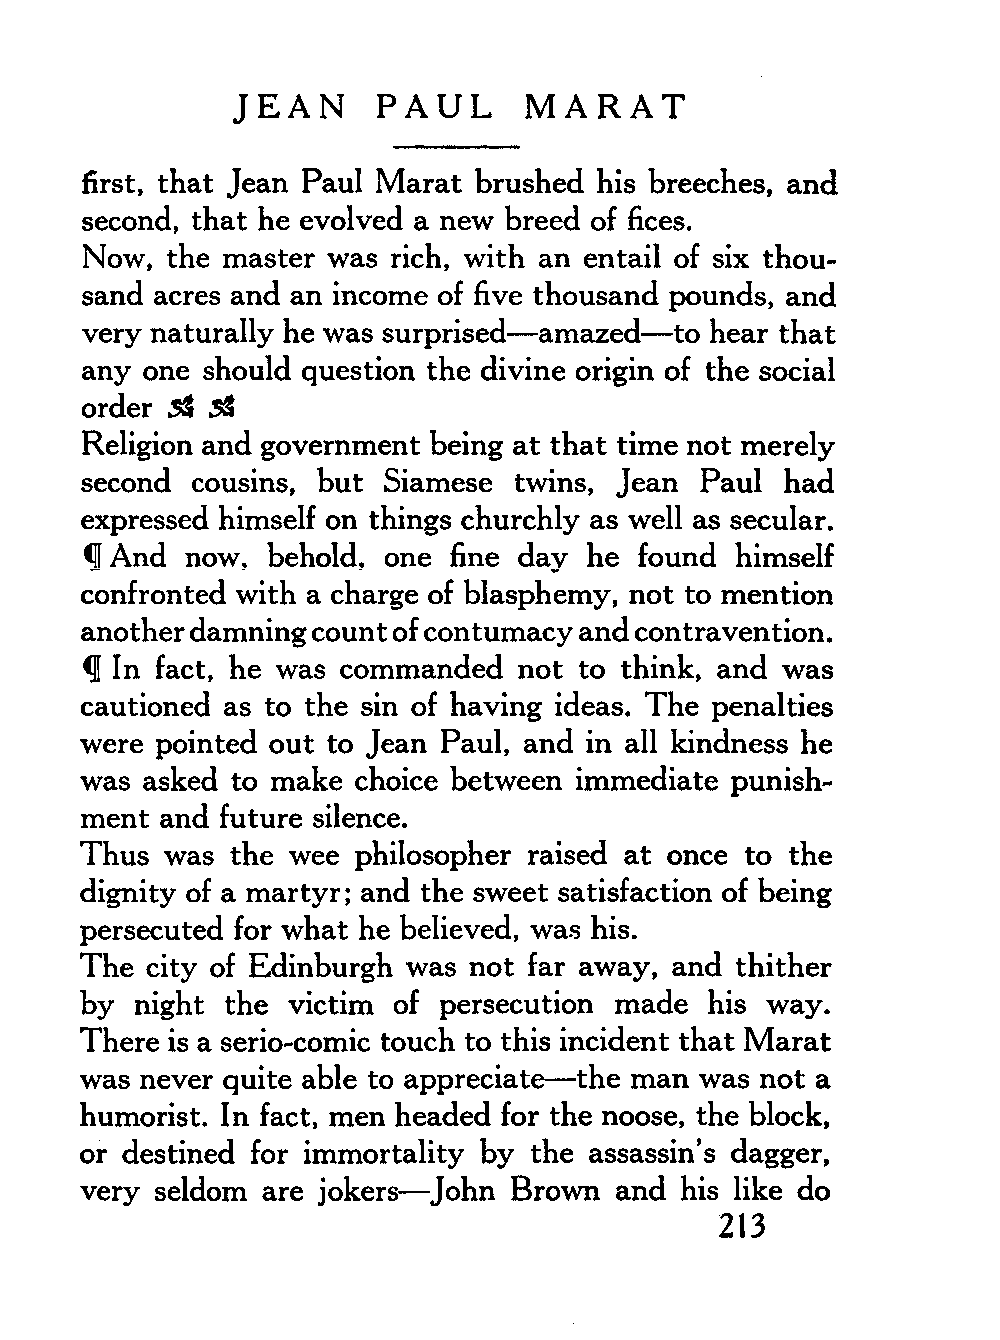 JEAN PAUL MARAT
first, that Jean Paul Marat brushed his breeches, and
second, that he evolved a new breed of fices.
Now, the master was rich, with an entail of six thou-
sand acres and an income of five thousand pounds, and
very naturally he was surprised—amazed—to hear that
any one should question the divine origin of the social
order
Religion and government being at that time not merely
second cousins, but Siamese twins, Jean Paul had
expressed himself on things churchly as well as secular.
¶ And now, behold, one fine day he found himself
confronted with a charge of blasphemy, not to mention
another damning count of contumacy and contravention.
¶ In fact, he was commanded not to think, and was
cautioned as to the sin of having ideas. The penalties
were pointed out to Jean Paul, and in all kindness he
was asked to make choice between immediate punish-
ment and future silence.
Thus was the wee philosopher raised at once to the
dignity of a martyr; and the sweet satisfaction of being
persecuted for what he believed, was his.
The city of Edinburgh was not far away, and thither
by night the victim of persecution made his way.
There is a serio-comic touch to this incident that Marat
was never quite able to appreciate—the man was not a
humorist. In fact, men headed for the noose, the block,
or destined for immortality by the assassin's dagger,
very seldom are jokers—John Brown and his like do
213